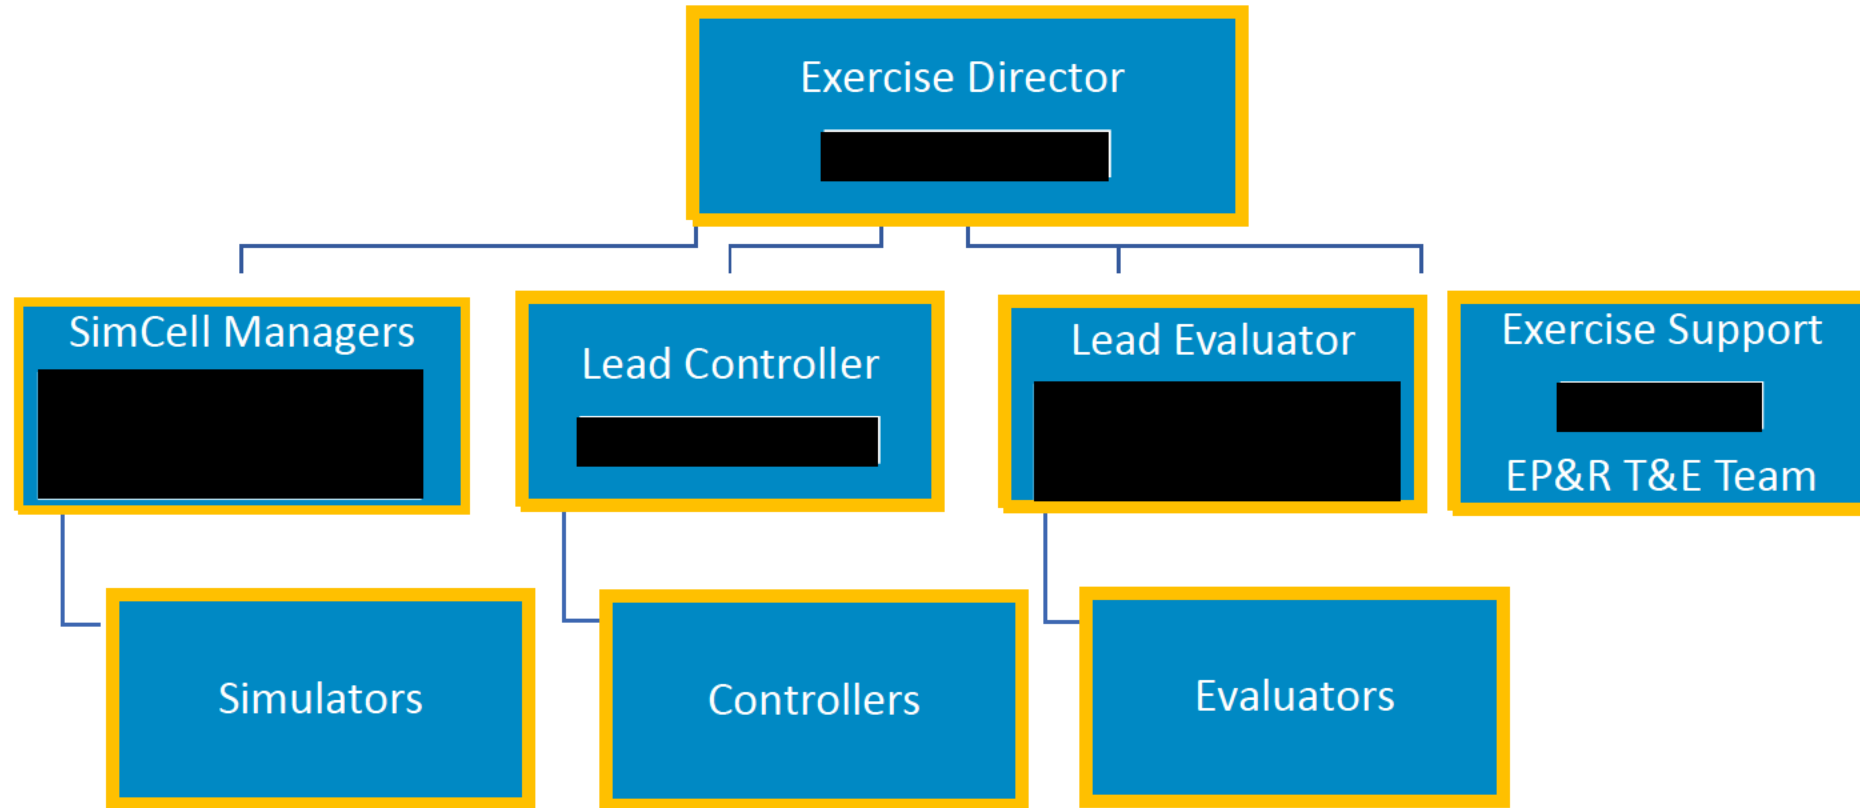 Exercise Director
SimCell Managers
Lead Controller
Lead Evaluator
Exercise Support
EP&R T&E Team
Simulators
Controllers
Evaluators